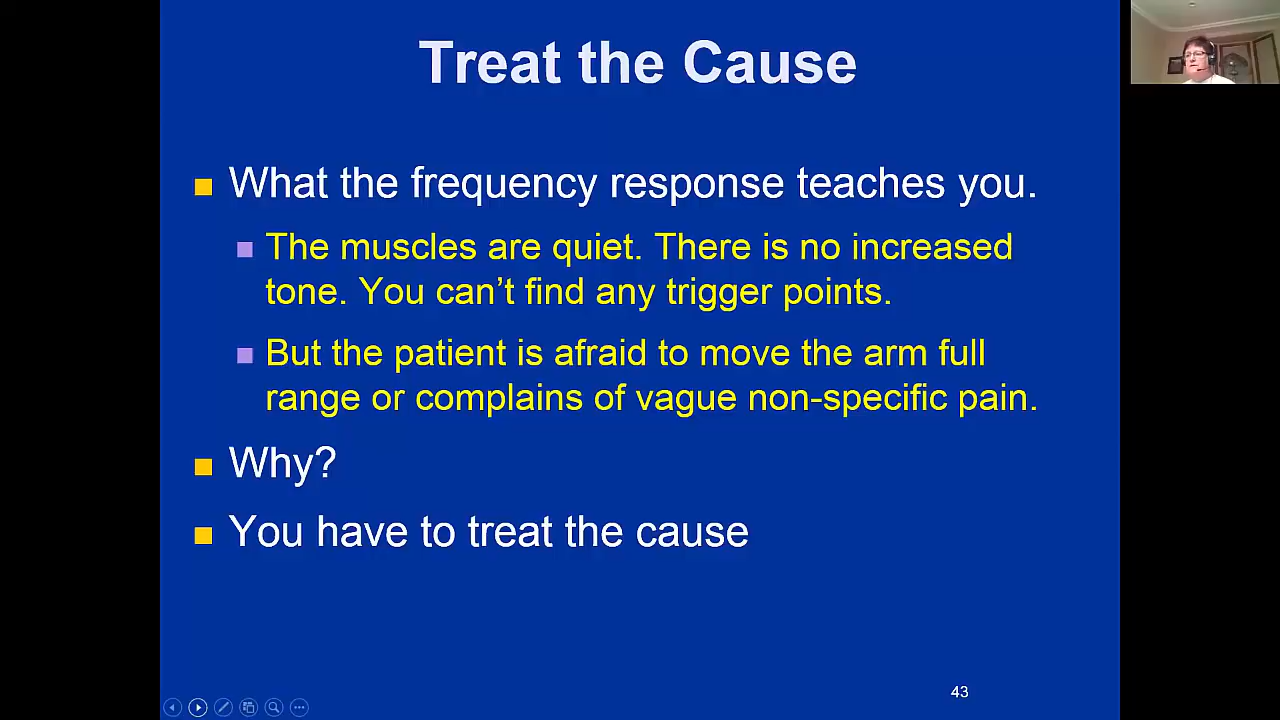 Treat the Cause
What the frequency response teaches you.
The muscles are quiet. There is no increased
tone. You can't find any trigger points.
But the patient is afraid to move the arm full
range or complains of vague non-specific pain.
Why?
You have to treat the cause
43